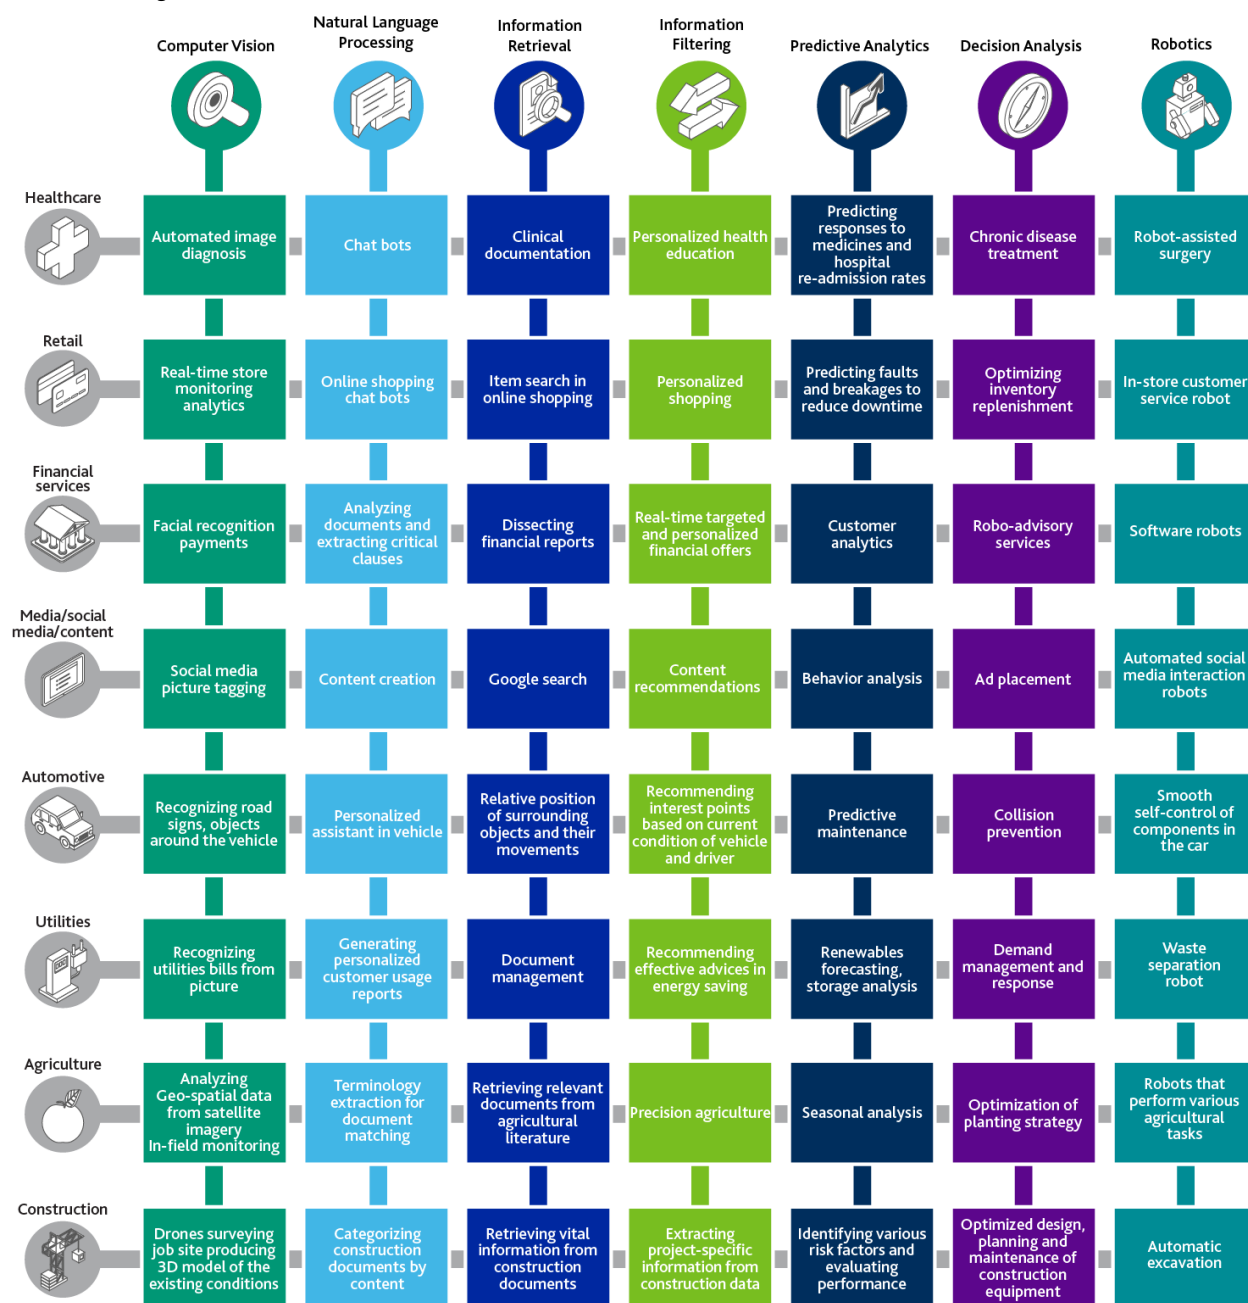 Computer Vision
Natural Language
Processing
Information
Retrieval
Information
Filtering
Predictive Analytics
Decision Analysis
Robotics
Healthcare
Automated image
diagnosis
Chat bots
Clinical
documentation
Personalized health
education
Predicting
responses to
medicines and
hospital
re-admission rates
Chronic disease
treatment
Robot-assisted
surgery
Retail
Real-time store
monitoring
analytics
Online shopping
chat bots
Item search in
online shopping
Personalized
shopping
Predicting faults
and breakages to
reduce downtime
Optimizing
inventory
replenishment
In-store customer
service robot
Financial
services
Facial recognition
payments
Analyzing
documents and
extracting critical
clauses
Dissecting
financial reports
Real-time targeted
and personalized
financial offers
Customer
analytics
Robo-advisory
services
Software robots
Media/social
media/content
Social media
picture tagging
Content creation
Google search
Content
recommendations
Behavior analysis
Ad placement
Automated social
media interaction
robots
Automotive
Recognizing road
signs, objects
around the vehicle
Personalized
assistant in vehicle
Relative position
of surrounding
objects and their
movements
Recommending
interest points
based on current
condition of vehicle
and driver
Predictive
maintenance
Collision
prevention
Smooth
self-control of
components in
the car
Utilities
Recognizing
utilities bills from
picture
Generating
personalized
customer usage
reports
Document
management
Recommending
effective advices in
energy saving
Renewables
forecasting,
storage analysis
Demand
management and
response
Waste
separation
robot
Agriculture
Analyzing
Geo-spatial data
from satellite
imagery
In-field monitoring
Terminology
extraction for
document
matching
Retrieving relevant
documents from
agricultural
literature
Precision agriculture
Seasonal analysis
Optimization of
planting strategy
Robots that
perform various
agricultural
tasks
Construction
Drones surveying
job site producing
3D model of the
existing conditions
Categorizing
construction
documents by
content
Retrieving vital
information from
construction
documents
Extracting
project-specific
information from
construction data
Identifying various
risk factors and
evaluating
performance
Optimized design,
planning and
maintenance of
construction
equipment
Automatic
excavation